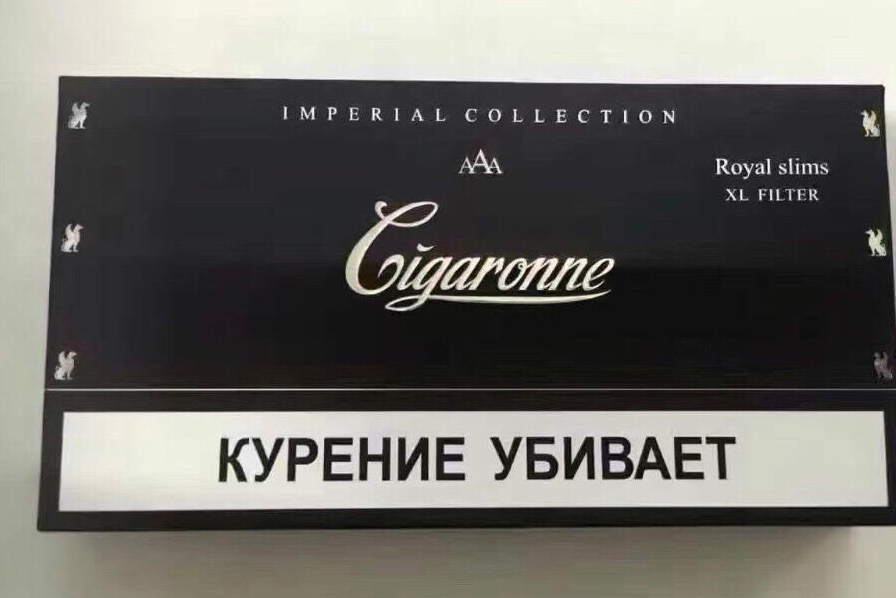 IMPERIAL COLLECTION
AAA
Royal slims
XL FILTER
Cigaronne
КУРЕНИЕ УБИВАЕТ